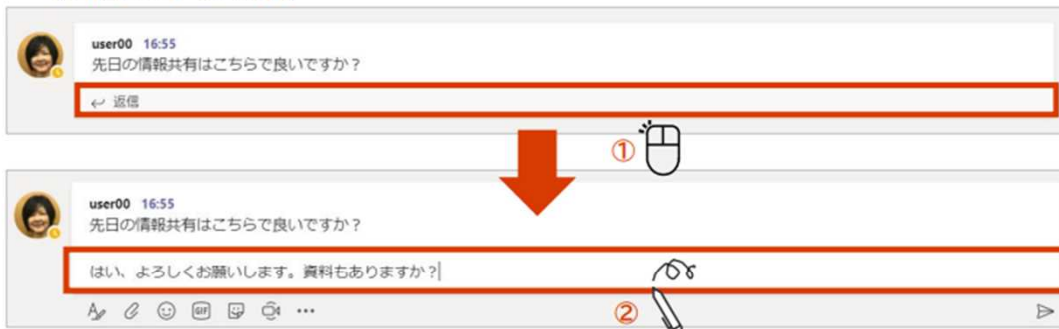 user00 16:55
先日の情報共有はこちらで良いですか？
返信
①
user00 16:55
先日の情報共有はこちらで良いですか？
はい、よろしくお願いします。資料もありますか？
GIF
②